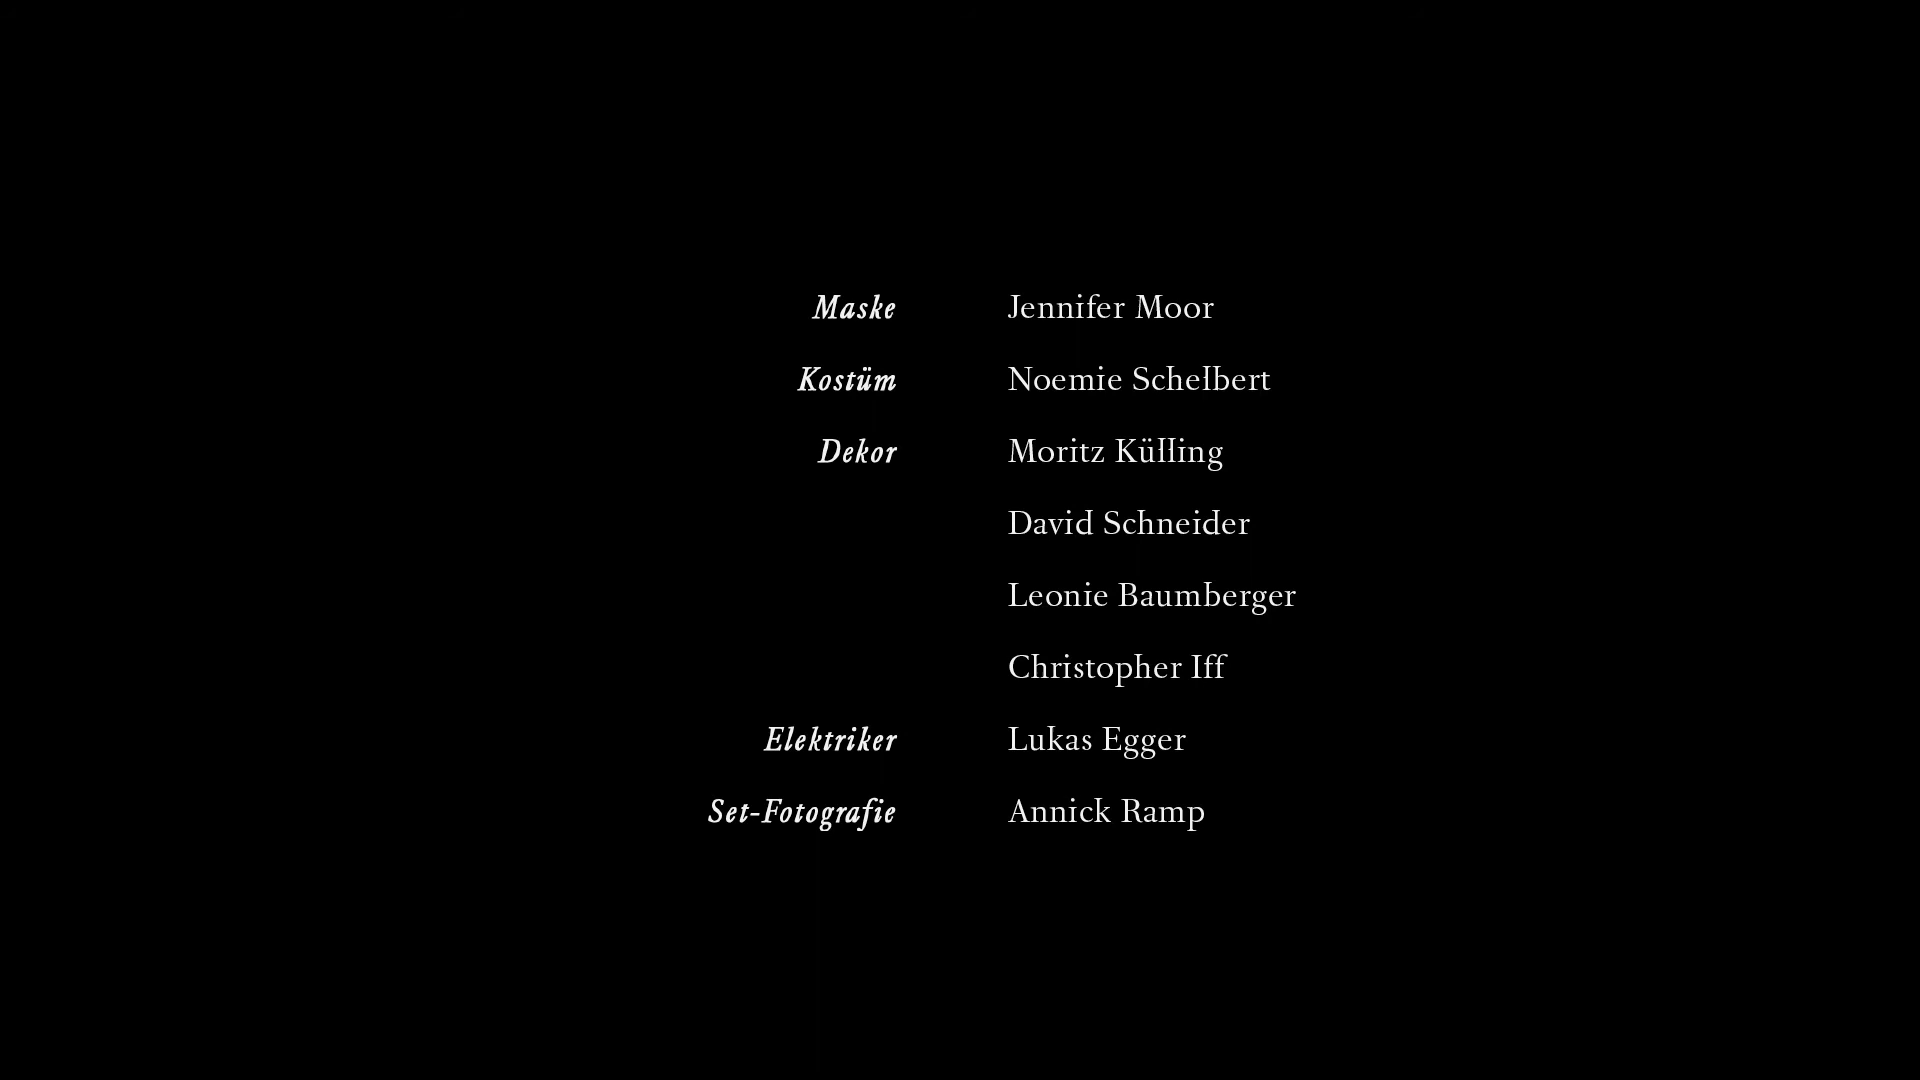 Maske Jennifer Moor
Kostüm Noemie Schelbert
Dekor Moritz Külling
David Schneider
Leonie Baumberger
Christopher Iff
Elektriker Lukas Egger
Set-Fotografie Annick Ramp